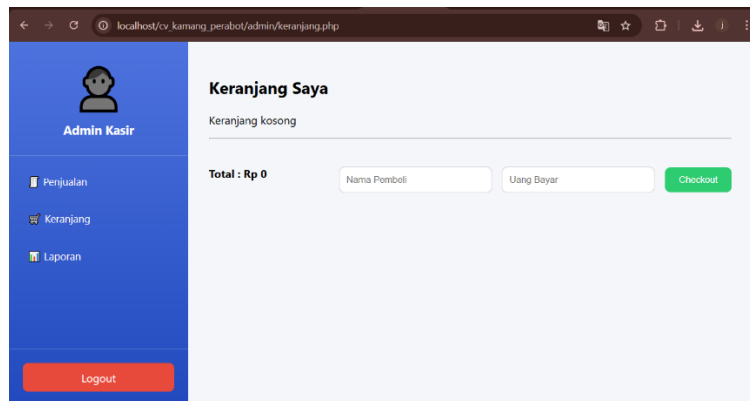 localhost/cv_kamang_perabot/admin/keranjang.php
Admin Kasir
Penjualan
Keranjang
Laporan
Logout
Keranjang Saya
Keranjang kosong
Total : Rp 0
Nama Pembeli
Uang Bayar
Checkout